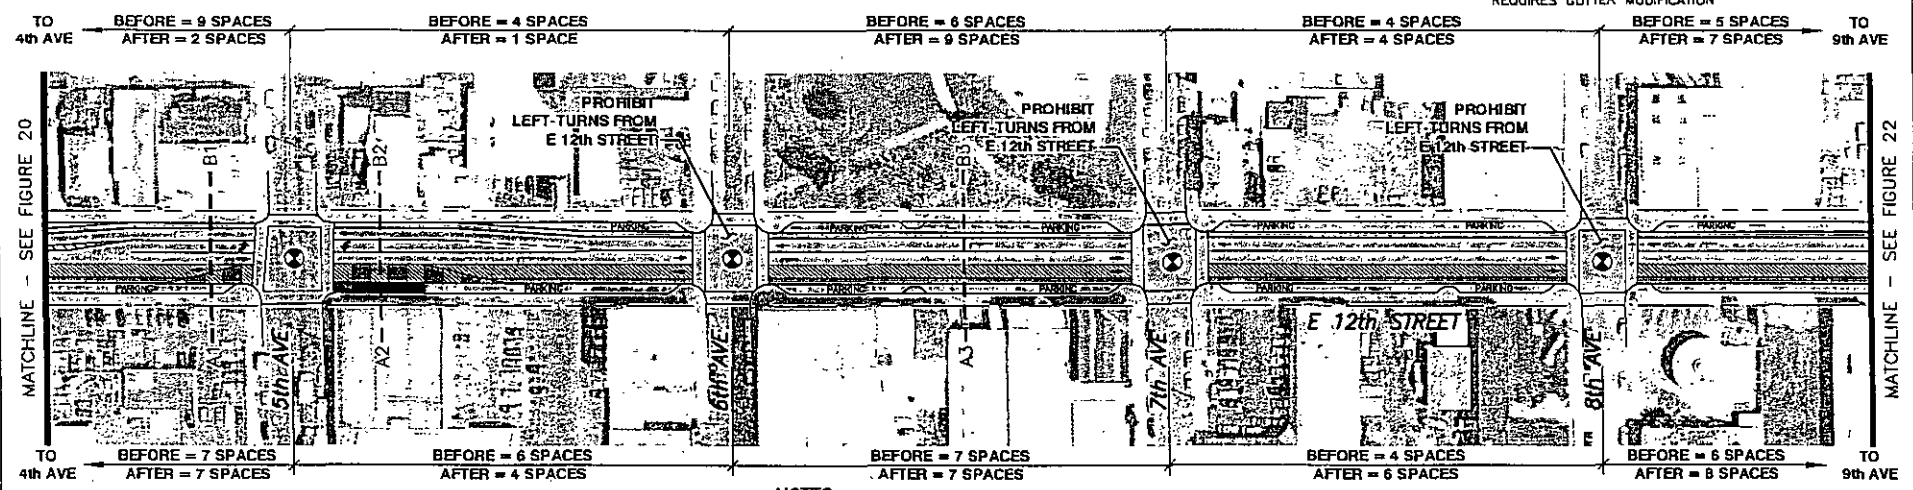 REQUIRES GUTTER MODIFICATION
TO
4th AVE
BEFORE = 9 SPACES
AFTER = 2 SPACES
BEFORE = 4 SPACES
AFTER = 1 SPACE
BEFORE = 6 SPACES
AFTER = 9 SPACES
BEFORE = 4 SPACES
AFTER = 4 SPACES
BEFORE = 5 SPACES
AFTER = 7 SPACES
TO
9th AVE
MATCHLINE - SEE FIGURE 20
B1
B2
PROHIBIT
LEFT-TURNS FROM
E 12th STREET
B3
PROHIBIT
LEFT-TURNS FROM
E 12th STREET
PROHIBIT
LEFT-TURNS FROM
E 12th STREET
MATCHLINE - SEE FIGURE 22
PARKING
PARKING
PARKING
PARKING
PARKING
PARKING
PARKING
PARKING
PARKING
PARKING
PARKING
PARKING
A1
5th AVE
A2
6th AVE
A3
7th AVE
E 12th STREET
8th AVE
TO
4th AVE
BEFORE = 7 SPACES
AFTER = 7 SPACES
BEFORE = 6 SPACES
AFTER = 4 SPACES
BEFORE = 7 SPACES
AFTER = 7 SPACES
BEFORE = 4 SPACES
AFTER = 6 SPACES
BEFORE = 6 SPACES
AFTER = 8 SPACES
TO
9th AVE